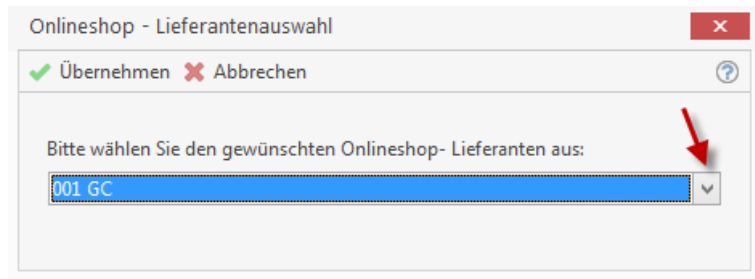 Onlineshop - Lieferantenauswahl
Übernehmen Abbrechen
Bitte wählen Sie den gewünschten Onlineshop- Lieferanten aus:
001 GC